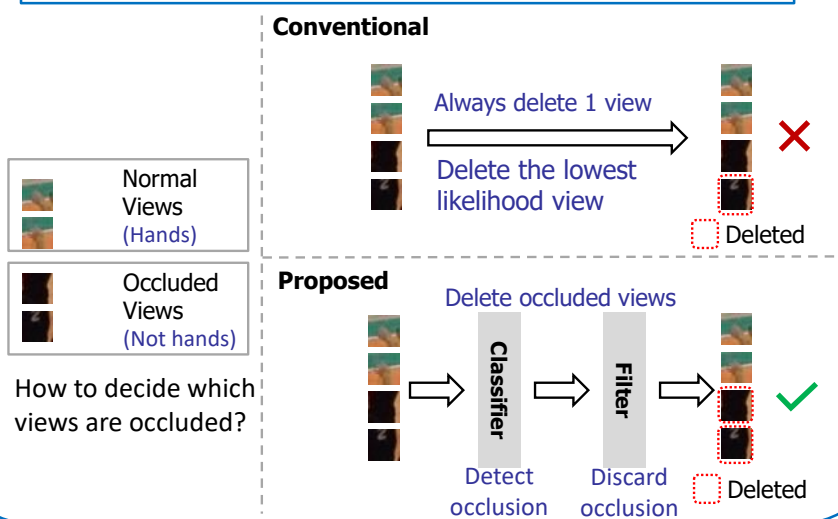 Conventional
Always delete 1 view
Delete the lowest
likelihood view
Deleted
Normal
Views
(Hands)
Occluded
Views
(Not hands)
How to decide which
views are occluded?
Proposed
Delete occluded views
Classifier
Filter
Detect
occlusion
Discard
occlusion
Deleted